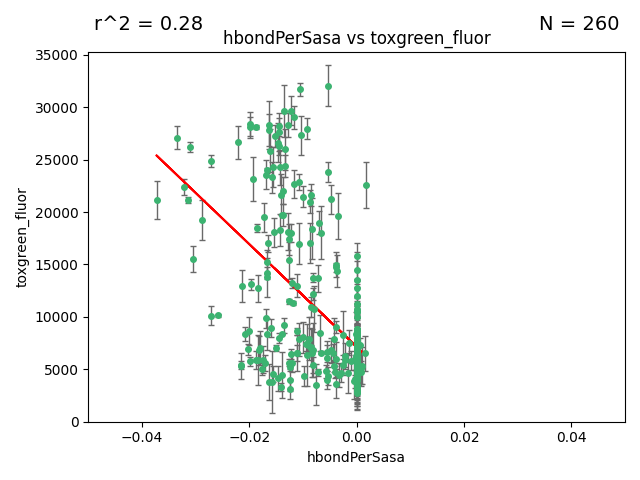 r^2 = 0.28
N = 260
hbondPerSasa vs toxgreen_fluor
35000
30000
25000
20000
15000
10000
5000
0
toxgreen_fluor
−0.04
−0.02
0.00
0.02
0.04
hbondPerSasa